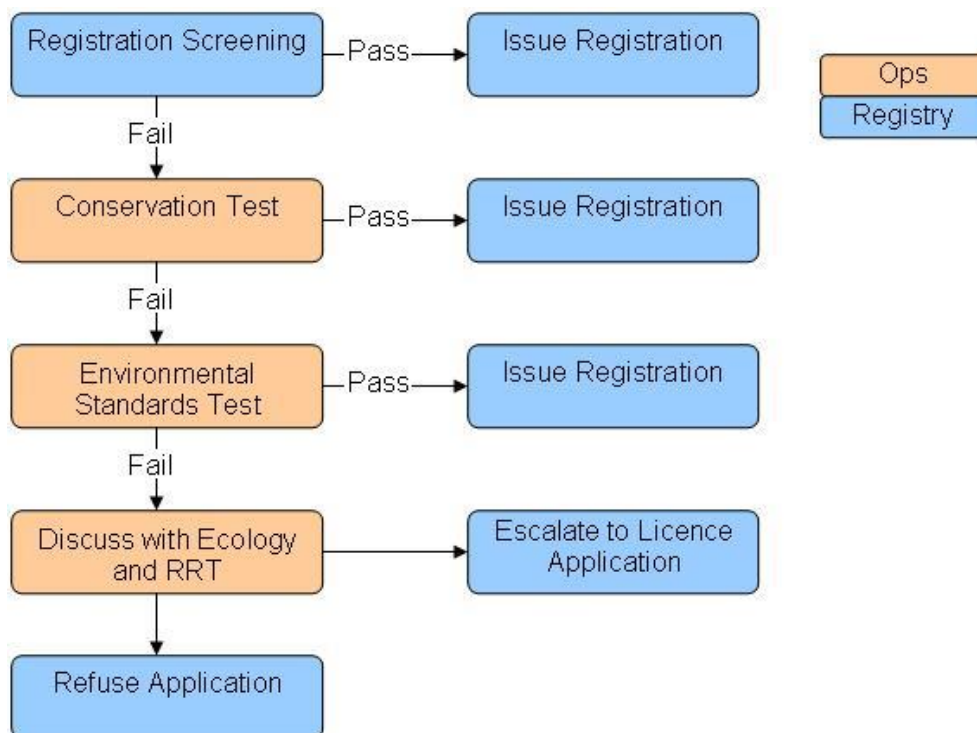 Registration Screening
Pass
Issue Registration
Ops
Registry
Fail
Conservation Test
Pass
Issue Registration
Fail
Environmental
Standards Test
Pass
Issue Registration
Fail
Discuss with Ecology
and RRT
Escalate to Licence
Application
Refuse Application